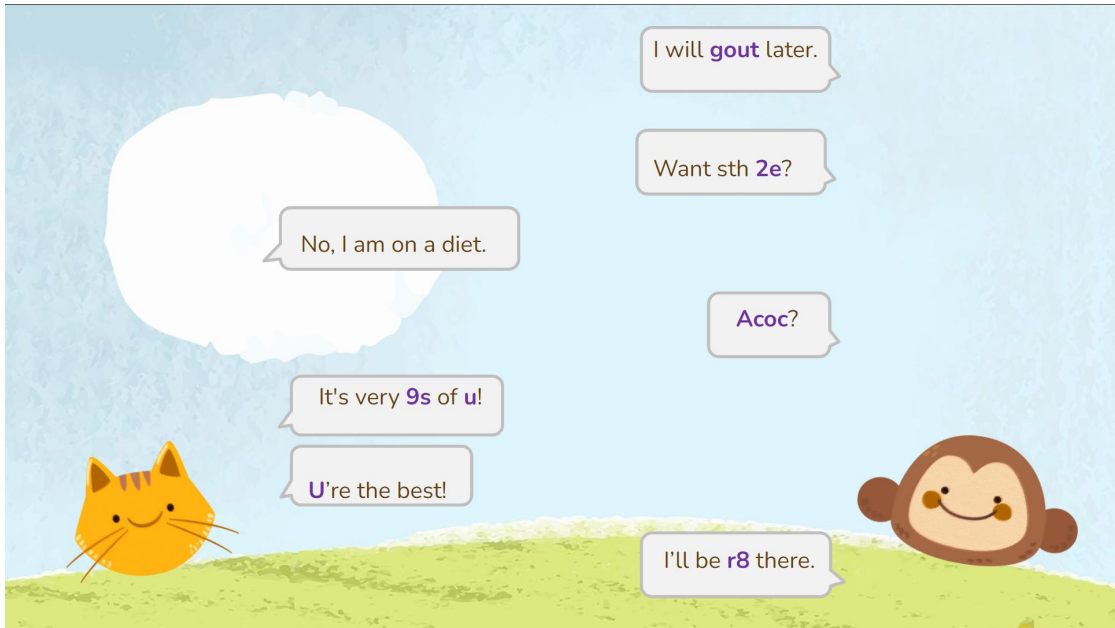 I will gout later.
Want sth 2e?
No, I am on a diet.
Acoc?
It's very 9s of u!
U’re the best!
I’ll be r8 there.